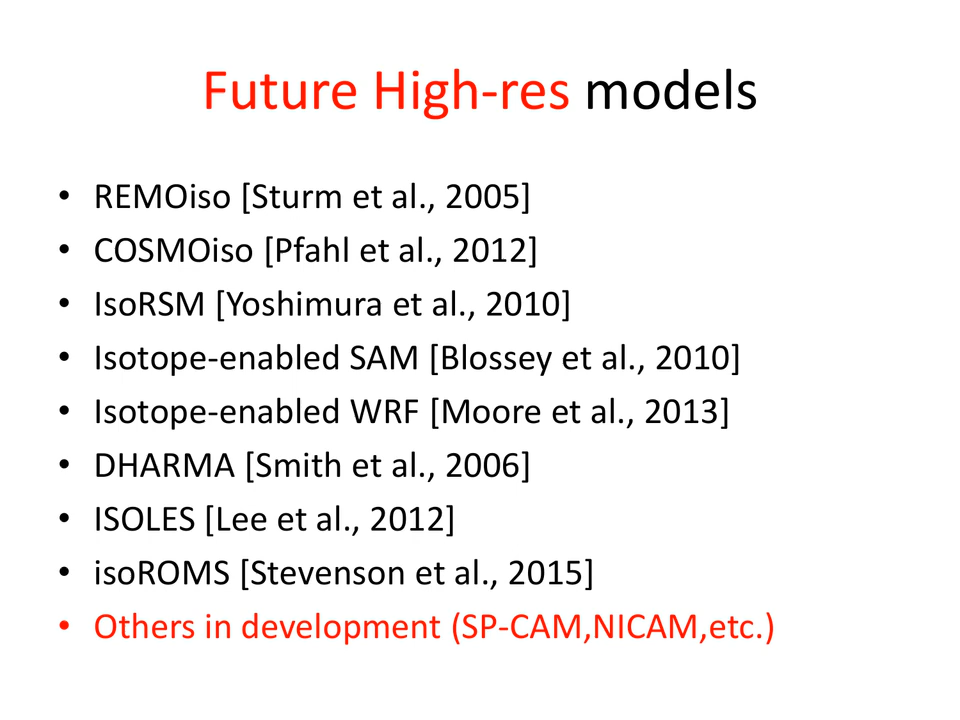 Future High-res models
• REMOiso [Sturm et al., 2005]
• COSMOiso [Pfahl et al., 2012]
• IsoRSM [Yoshimura et al., 2010]
• Isotope-enabled SAM [Blossey et al., 2010]
• Isotope-enabled WRF [Moore et al., 2013]
• DHARMA [Smith et al., 2006]
• ISOLES [Lee et al., 2012]
• isoROMS [Stevenson et al., 2015]
• Others in development (SP-CAM,NICAM,etc.)